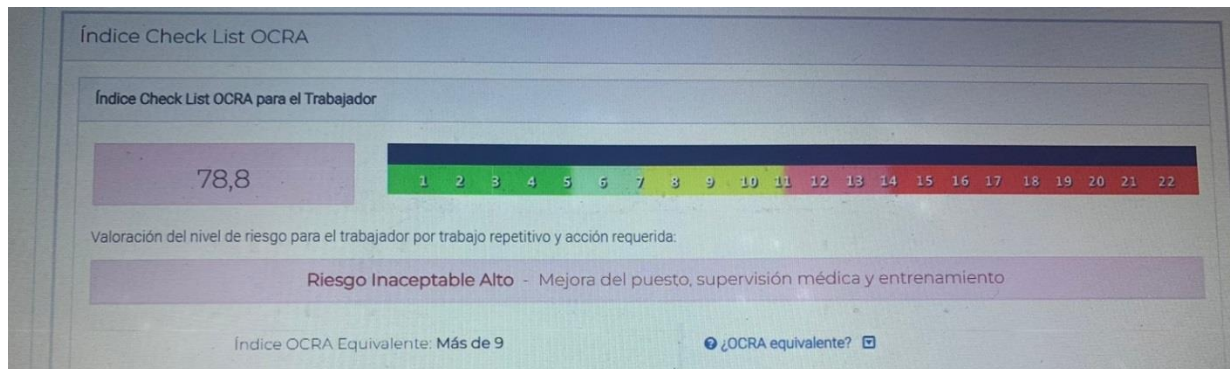 Índice Check List OCRA
Índice Check List OCRA para el Trabajador
78,8
1 2 3 4 5 6 7 8 9 10 11 12 13 14 15 16 17 18 19 20 21 22
Valoración del nivel de riesgo para el trabajador por trabajo repetitivo y acción requerida:
Riesgo Inaceptable Alto - Mejora del puesto, supervisión médica y entrenamiento
Índice OCRA Equivalente: Más de 9
¿OCRA equivalente?